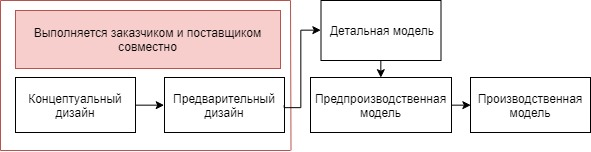 Выполняется заказчиком и поставщиком
совместно
Концептуальный
дизайн
Предварительный
дизайн
Детальная модель
Предпроизводственная
модель
Производственная
модель